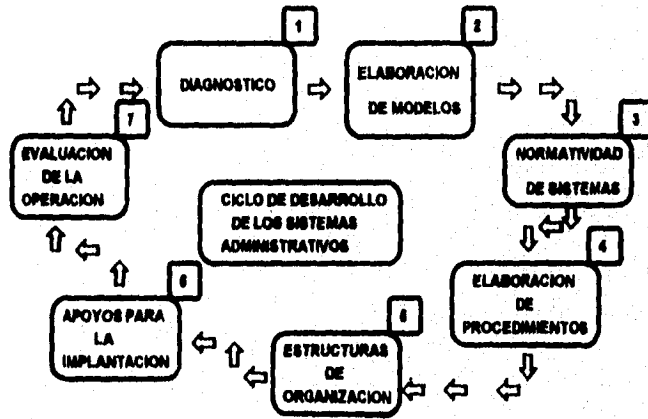 1
DIAGNOSTICO
2
ELABORACION
DE MODELOS
3
NORMATIVIDAD
DE SISTEMAS
4
ELABORACION
DE
PROCEDIMIENTOS
5
ESTRUCTURAS
DE
ORGANIZACION
6
APOYOS PARA
LA
IMPLANTACION
7
EVALUACION
DE LA
OPERACION
CICLO DE DESARROLLO
DE LOS SISTEMAS
ADMINISTRATIVOS